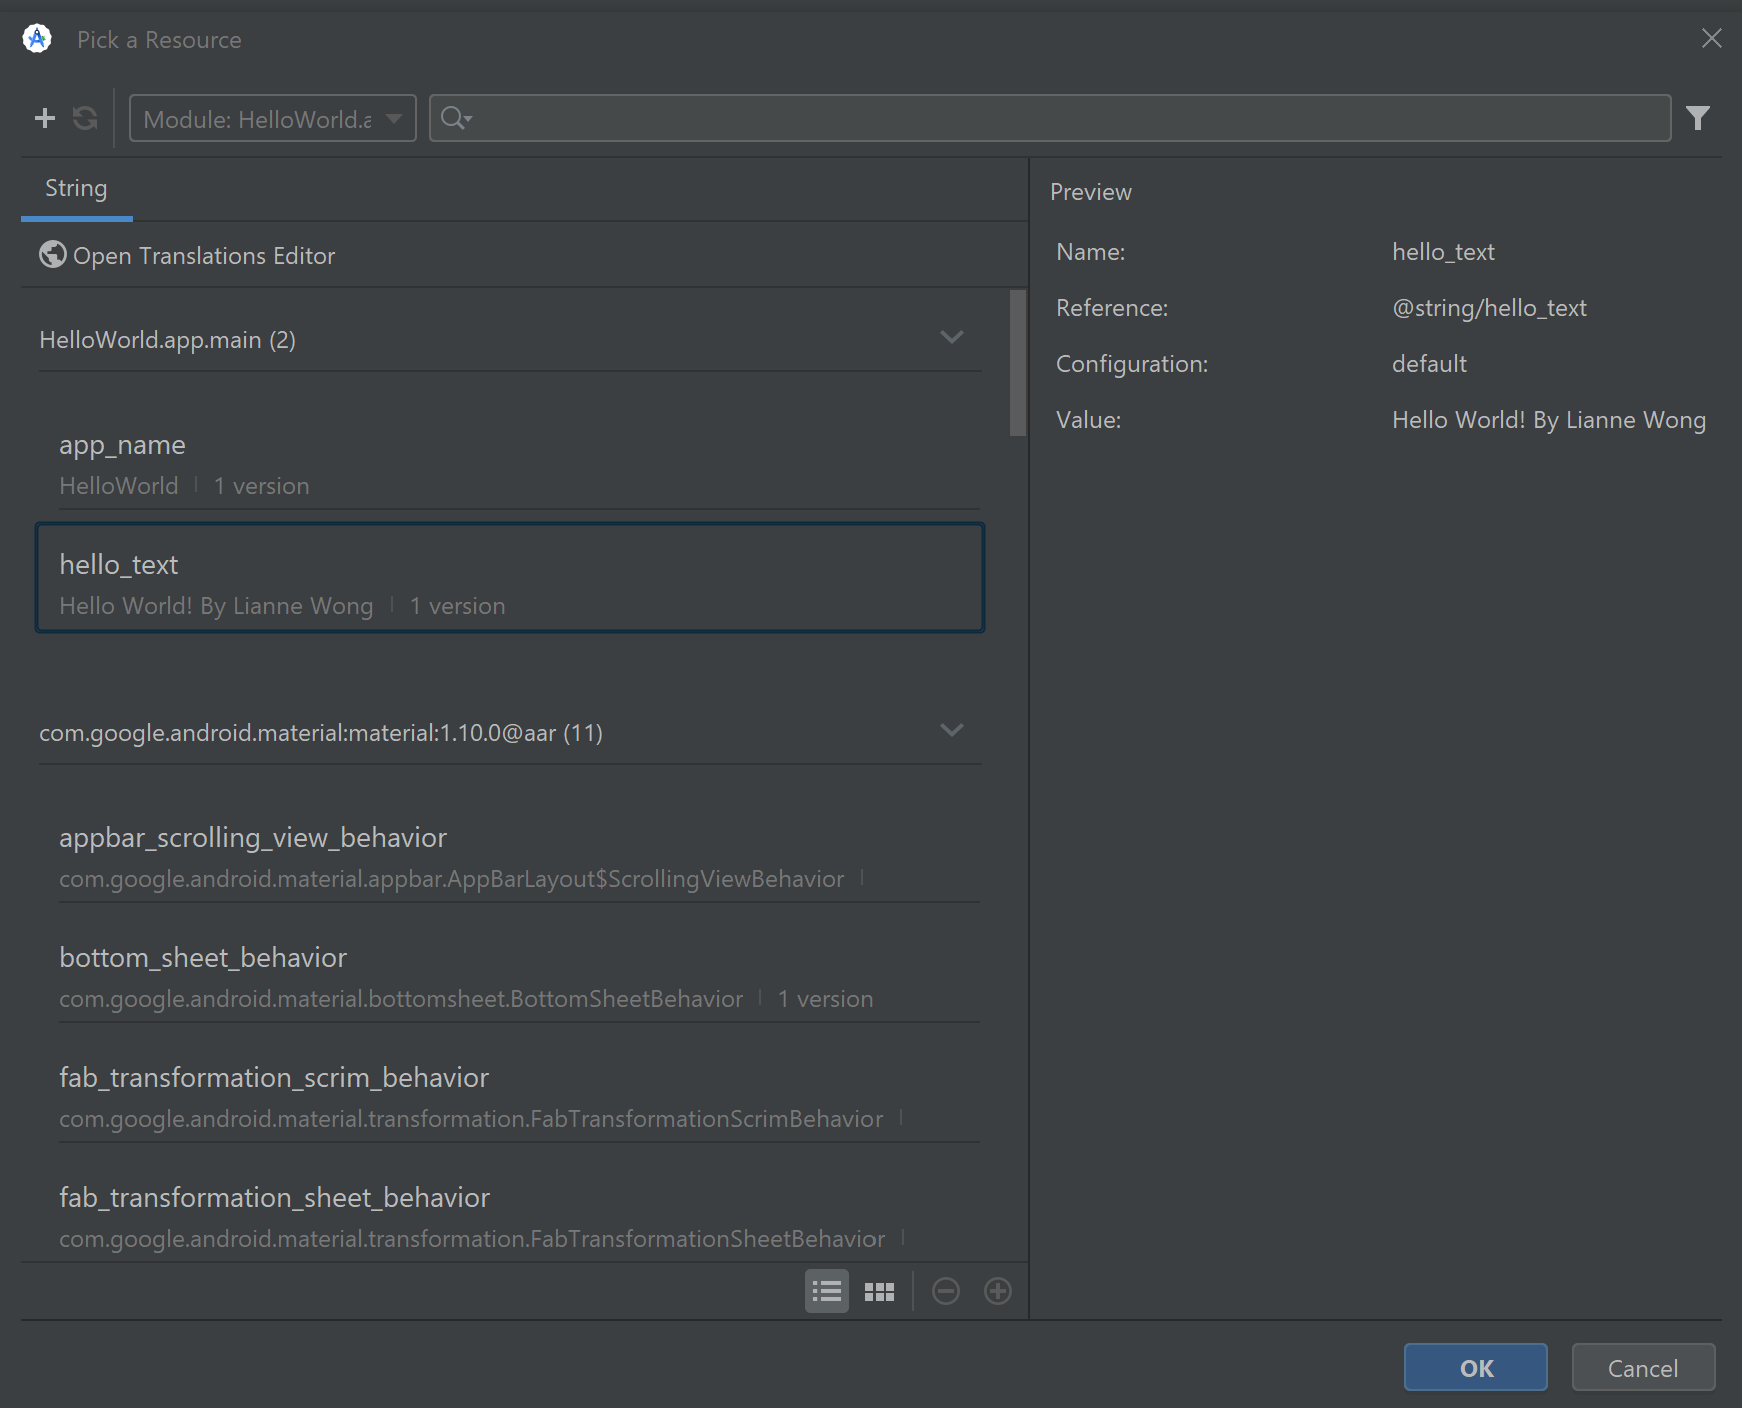 Pick a Resource
Module: HelloWorld.a
String
Open Translations Editor
HelloWorld.app.main (2)
app_name
HelloWorld | 1 version
hello_text
Hello World! By Lianne Wong | 1 version
com.google.android.material:material:1.10.0@aar (11)
appbar_scrolling_view_behavior
com.google.android.material.appbar.AppBarLayout$ScrollingViewBehavior |
bottom_sheet_behavior
com.google.android.material.bottomsheet.BottomSheetBehavior | 1 version
fab_transformation_scrim_behavior
com.google.android.material.transformation.FabTransformationScrimBehavior |
fab_transformation_sheet_behavior
com.google.android.material.transformation.FabTransformationSheetBehavior |
Preview
Name: hello_text
Reference: @string/hello_text
Configuration: default
Value: Hello World! By Lianne Wong
OK Cancel